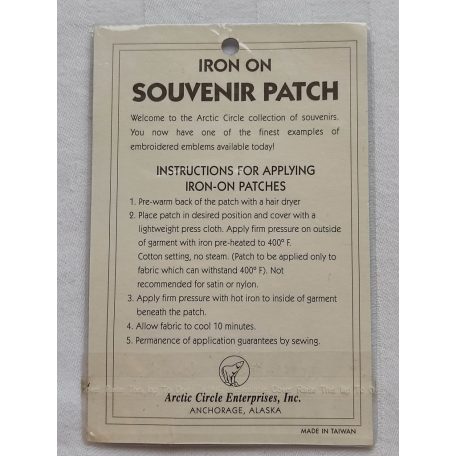 IRON ON
SOUVENIR PATCH
Welcome to the Arctic Circle collection of souvenirs.
You now have one of the finest examples of
embroidered emblems available today!
INSTRUCTIONS FOR APPLYING
IRON-ON PATCHES
1. Pre-warm back of the patch with a hair dryer
2. Place patch in desired position and cover with a
lightweight press cloth. Apply firm pressure on outside
of garment with iron pre-heated to 400° F.
Cotton setting, no steam. (Patch to be applied only to
fabric which can withstand 400° F). Not
recommended for satin or nylon.
3. Apply firm pressure with hot iron to inside of garment
beneath the patch.
4. Allow fabric to cool 10 minutes.
5. Permanence of application guarantees by sewing.
Arctic Circle Enterprises, Inc.
ANCHORAGE, ALASKA
MADE IN TAIWAN